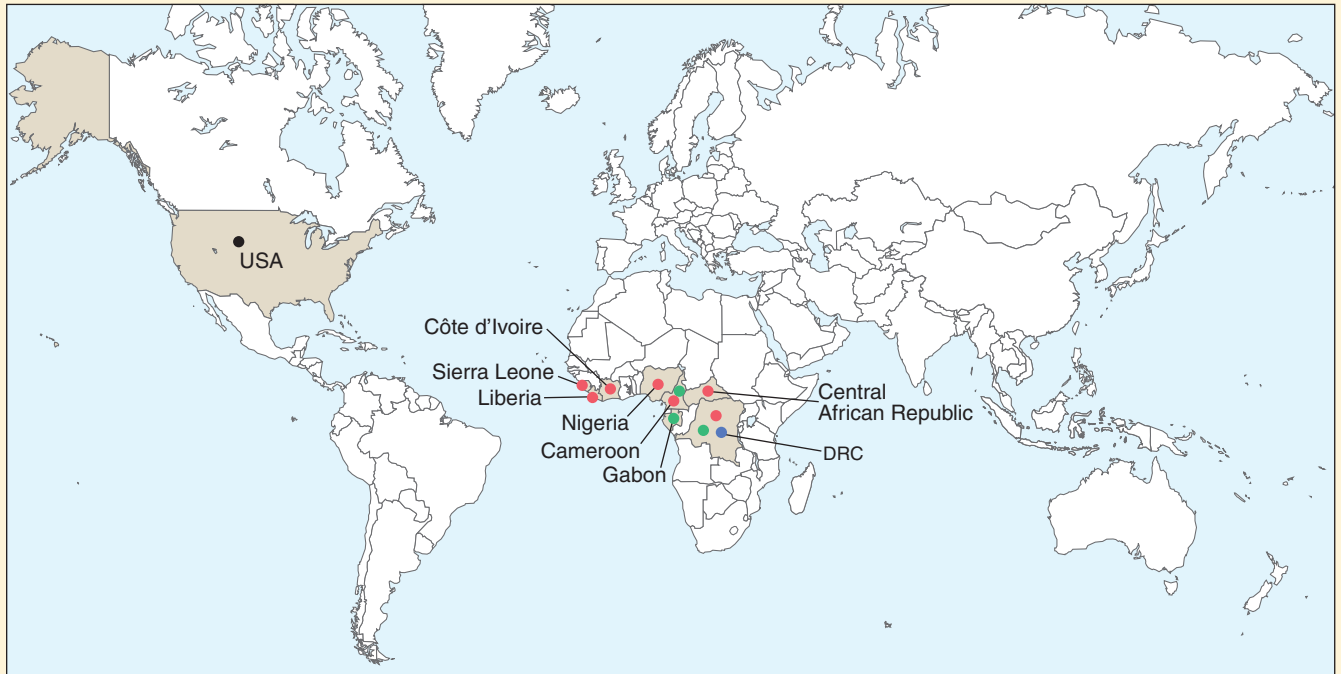 USA
Côte d'Ivoire
Sierra Leone
Liberia
Nigeria
Cameroon
Gabon
Central
African Republic
DRC